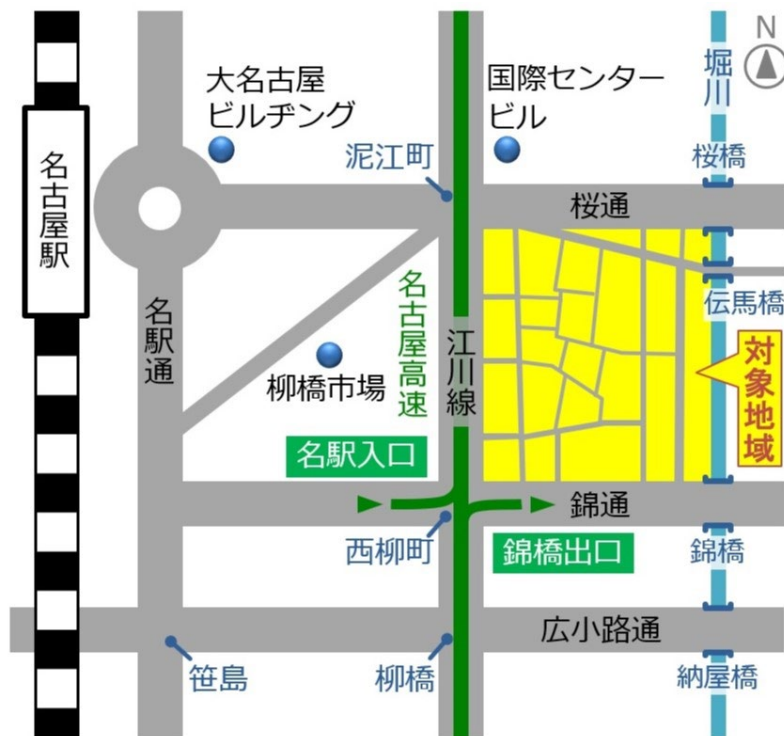 N
大名古屋
ビルヂング
国際センター
ビル
堀川
名古屋駅
泥江町
桜橋
桜通
名駅通
名古屋高速
江川線
伝馬橋
柳橋市場
対象地域
名駅入口
錦通
西柳町
錦橋出口
錦橋
広小路通
笹島
柳橋
納屋橋